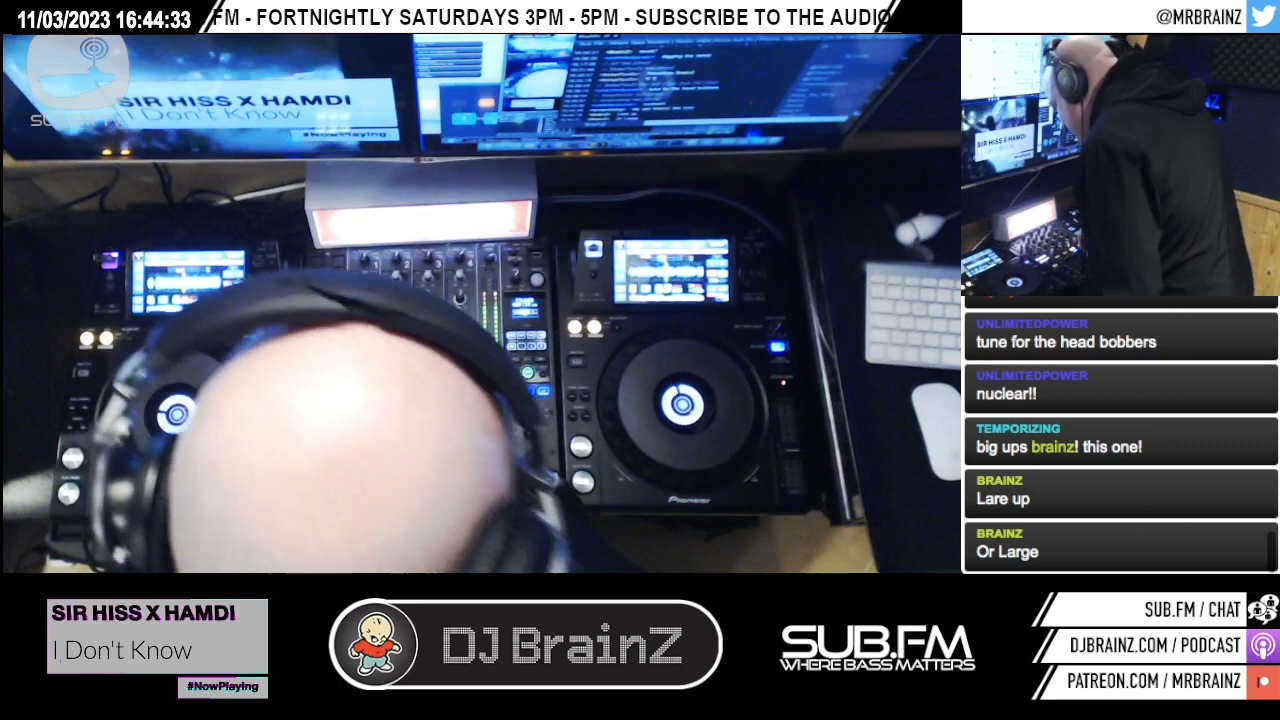 11/03/2023 16:44:33
FM - FORTNIGHTLY SATURDAYS 3PM - 5PM - SUBSCRIBE TO THE AUDIO
@MRBRAINZ
SIR HISS X HAMDI
I Don't Know
#NowPlaying
Pioneer
UNLIMITEDPOWER
tune for the head bobbers
UNLIMITEDPOWER
nuclear!!
TEMPORIZING
big ups brainz! this one!
BRAINZ
Lare up
BRAINZ
Or Large
SIR HISS X HAMDI
I Don't Know
#NowPlaying
DJ BrainZ
SUB.FM
WHERE BASS MATTERS
SUB.FM / CHAT
DJBRAINZ.COM / PODCAST
PATREON.COM / MRBRAINZ